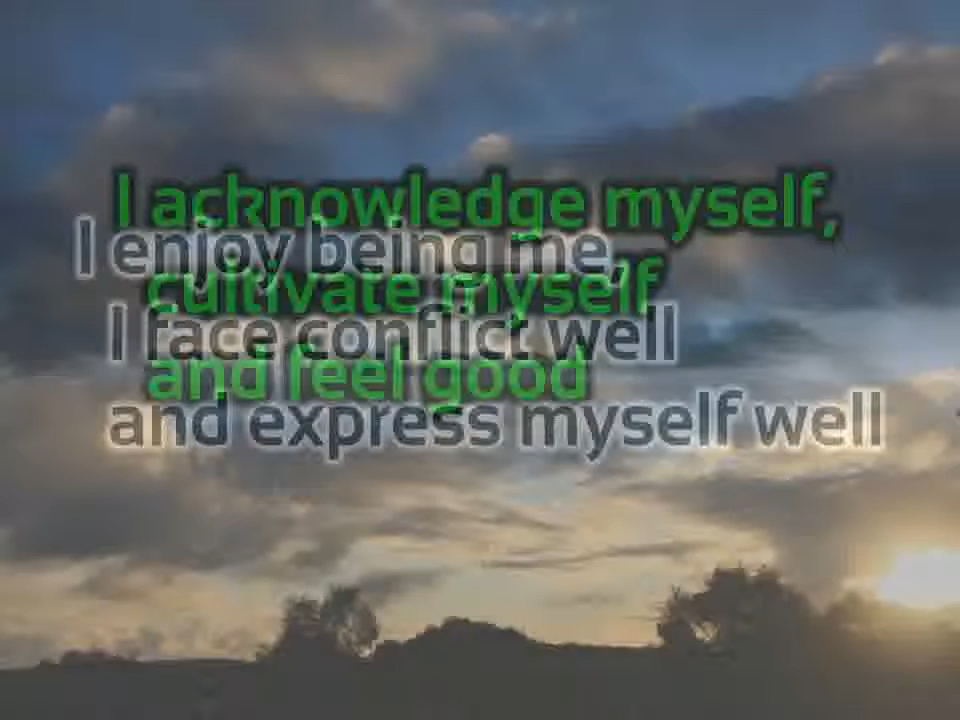 I acknowledge myself,
I enjoy being me,
cultivate myself
I face conflict well
and feel good
and express myself well